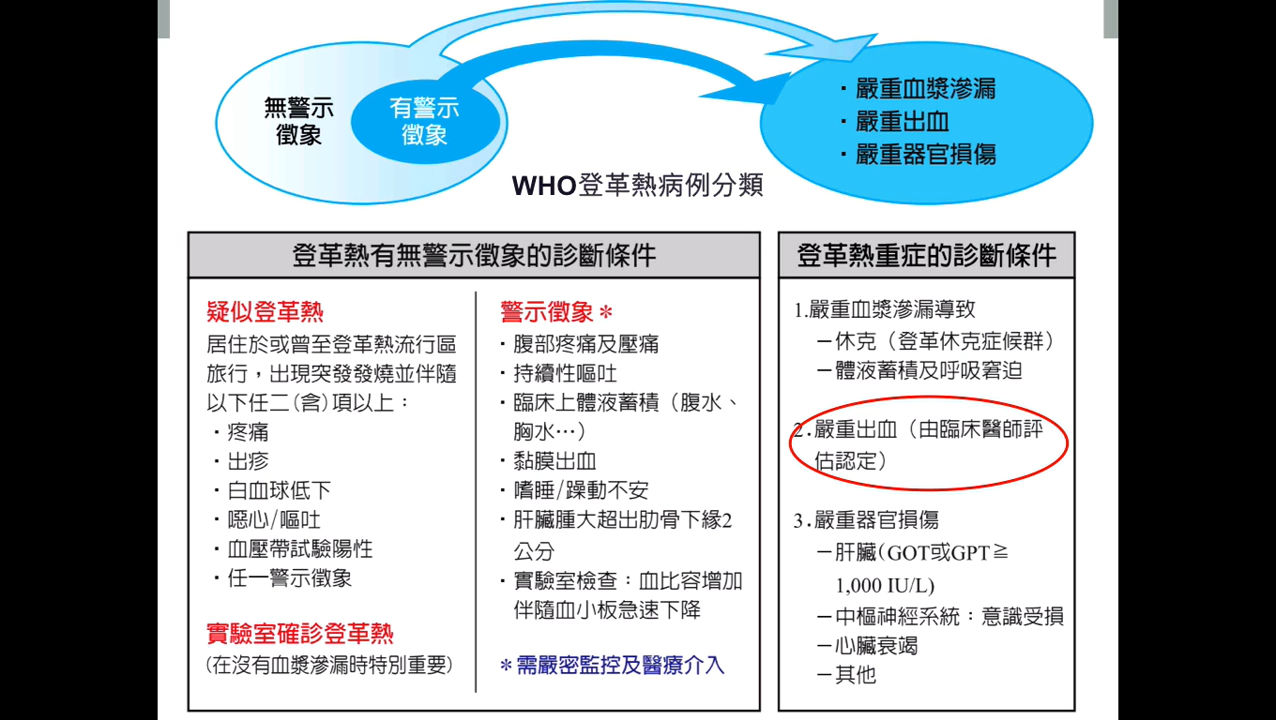 無警示
徵象
有警示
徵象
・嚴重血漿滲漏
・嚴重出血
・嚴重器官損傷
WHO登革熱病例分類
登革熱有無警示徵象的診斷條件
疑似登革熱
居住於或曾至登革熱流行區
旅行，出現突發發燒並伴隨
以下任二(含)項以上：
・疼痛
・出疹
・白血球低下
・噁心/嘔吐
・血壓帶試驗陽性
・任一警示徵象
實驗室確診登革熱
(在沒有血漿滲漏時特別重要)
警示徵象＊
・腹部疼痛及壓痛
・持續性嘔吐
・臨床上體液蓄積（腹水、
胸水…）
・黏膜出血
・嗜睡/躁動不安
・肝臟腫大超出肋骨下緣2
公分
・實驗室檢查：血比容增加
伴隨血小板急速下降
＊需嚴密監控及醫療介入
登革熱重症的診斷條件
1.嚴重血漿滲漏導致
－休克（登革休克症候群）
－體液蓄積及呼吸窘迫
2.嚴重出血（由臨床醫師評
估認定）
3.嚴重器官損傷
－肝臟(GOT或GPT≧
1,000 IU/L)
－中樞神經系統：意識受損
－心臟衰竭
－其他